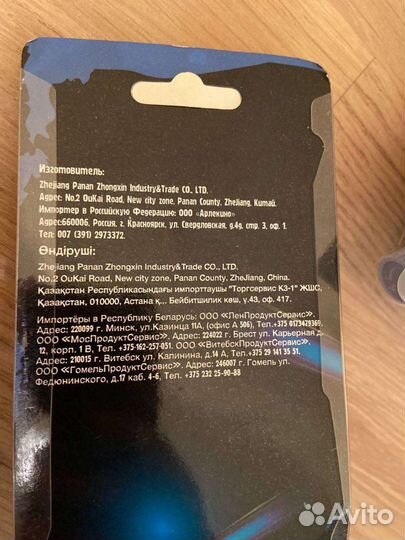 Изготовитель:
Zhejiang Panan Zhongxin Industry&Trade CO., LTD.
Адрес: No.2 OuKai Road, New city zone, Panan County, ZheJiang, Китай.
Импортер в Российскую Федерацию: ООО «Арлекино»
Адрес:660006, Россия, г. Красноярск, ул. Свердловская, д.4g, стр. 3, оф. 1.
Тел: 007 (391) 2973372.
Өндіруші:
Zhejiang Panan Zhongxin Industry&Trade CO., LTD.
No.2 OuKai Road, New city zone, Panan County, ZheJiang, China.
Қазақстан Республикасындағы импорттаушы "Торгсервис КЗ-1" ЖШС,
Қазақстан, 010000, Астана қ., Бейбитшилик көш, ү.43, оф. 417.
Импортёры в Республику Беларусь: ООО «ЛенПродуктСервис»
Адрес: 220099 г. Минск, ул.Казинца 11А, (офис А 506), Тел: +375 0173479369,
ООО «МосПродуктСервис» Адрес: 224022 г. Брест ул. Карьерная д.
12, корп. 1 В, Тел. +375-162-257-051, ООО «ВитебскПродуктСервис»
Адрес: 210015 г. Витебск ул. Калинина, д.14 А, Тел. +375 29 141 35 51.
ООО «ГомельПродуктСервис». Адрес: 246007 г. Гомель ул.
Федюнинского, д.17 каб. 4-6, Тел: +375 232 25-90-88
Avito